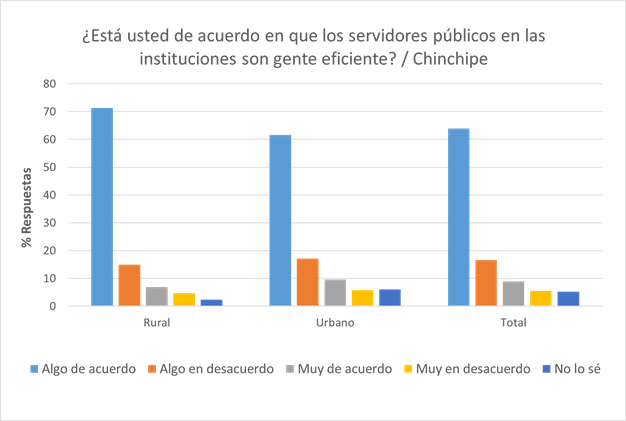 ¿Está usted de acuerdo en que los servidores públicos en las
instituciones son gente eficiente? / Chinchipe
80
70
60
50
40
30
20
10
0
% Respuestas
Rural Urbano Total
Algo de acuerdo Algo en desacuerdo Muy de acuerdo Muy en desacuerdo No lo sé